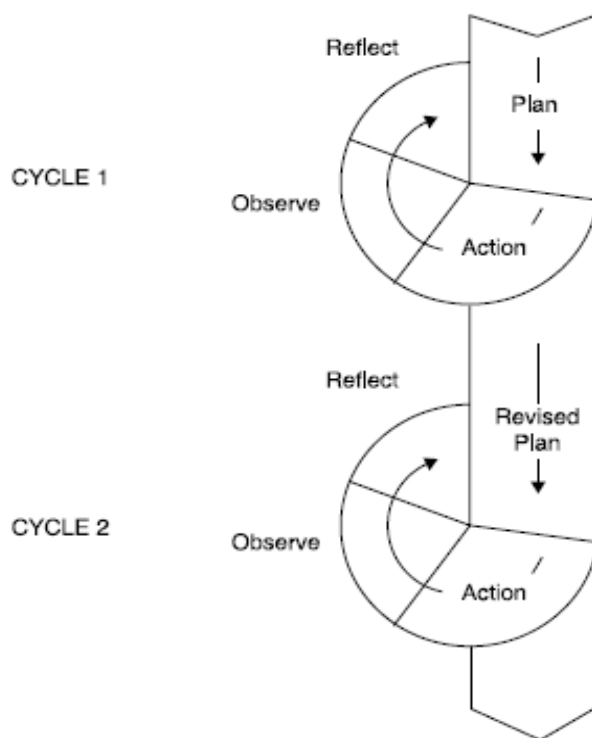 Reflect
Plan
CYCLE 1
Observe
Action
Reflect
Revised
Plan
CYCLE 2
Observe
Action